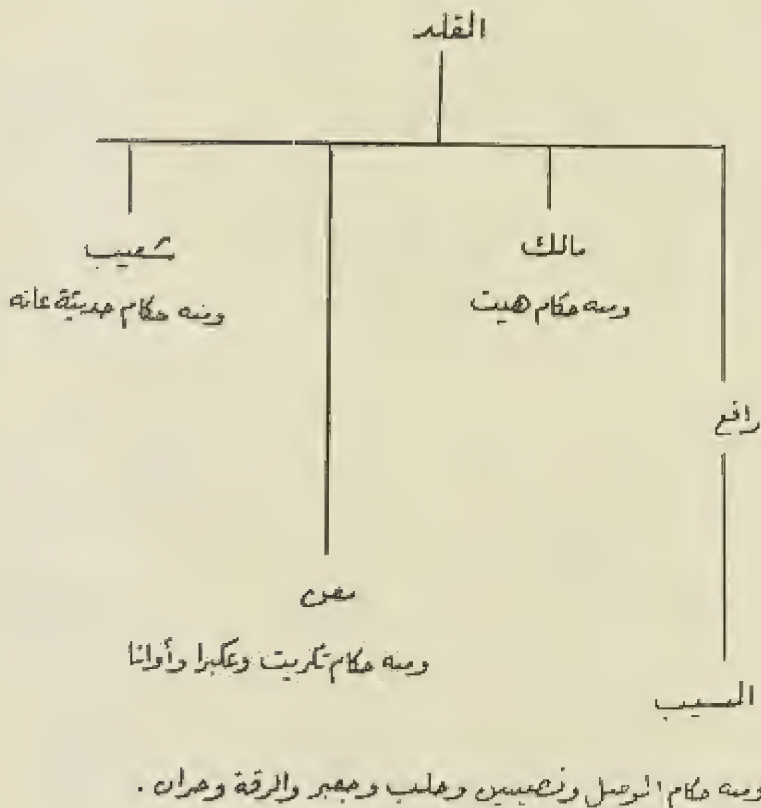 المقلد
شعيب
مالك
ومنه حكام حديثة عانه
ومنه حكام هيت
رافع
معن
ومنه حكام تكريت وعكبرا وأوانا
المسيب
ومنه حكام الموصل ونصيبين وحلب وجعبر والرقة وحران .